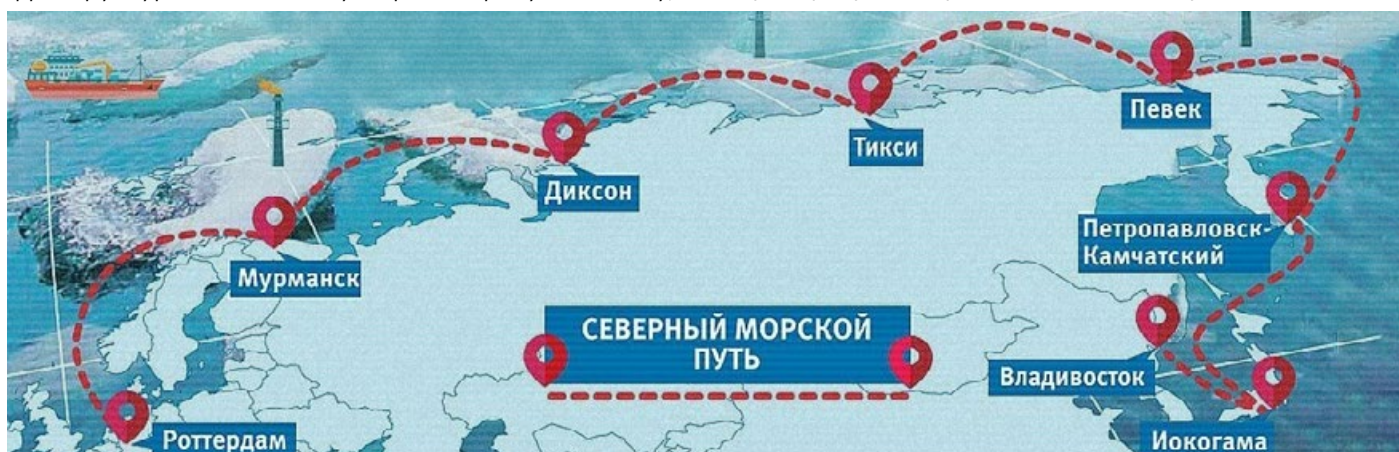 Певек
Тикси
Диксон
Петропавловск-
Камчатский
Мурманск
СЕВЕРНЫЙ МОРСКОЙ
ПУТЬ
Владивосток
Роттердам
Иокогама